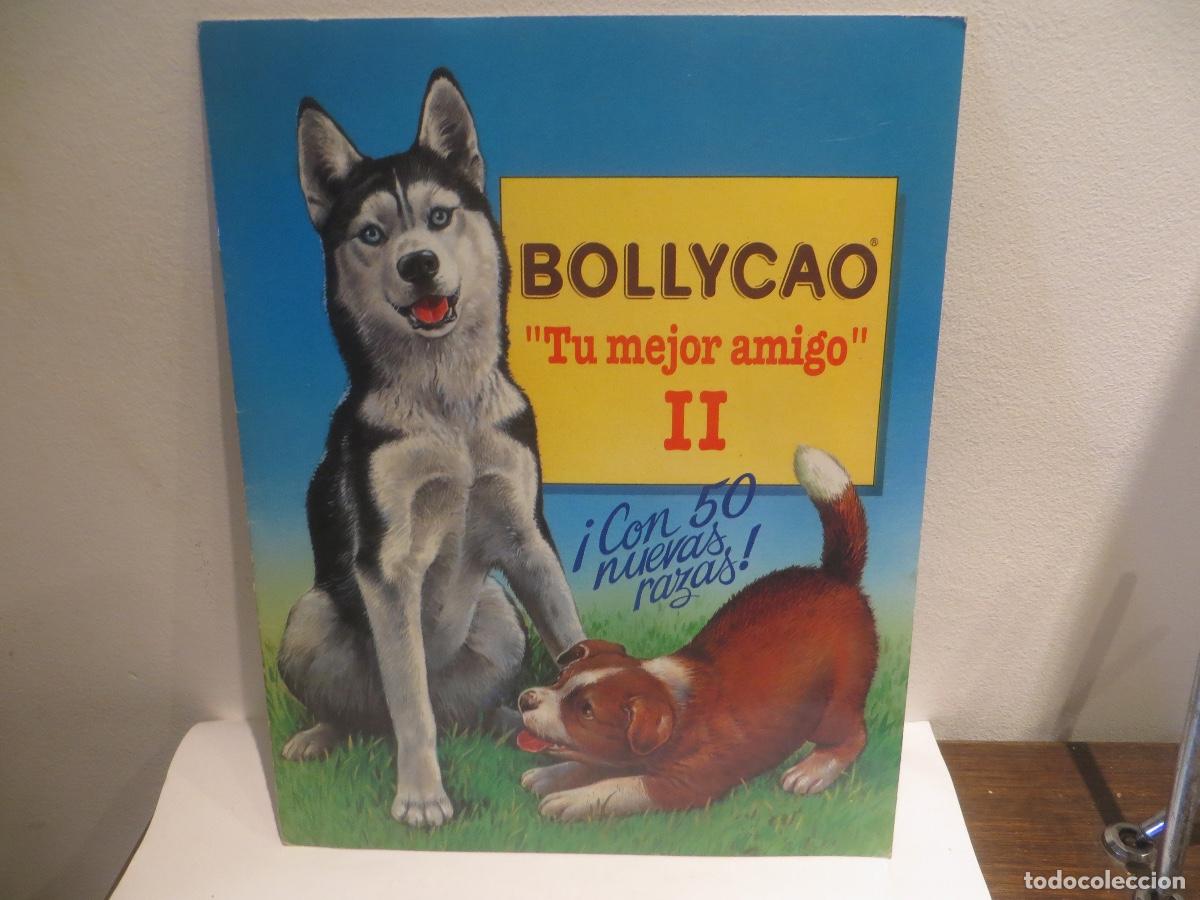 BOLLYCAO®
"Tu mejor amigo"
II
¡Con 50
nuevas
razas!
todocoleccion